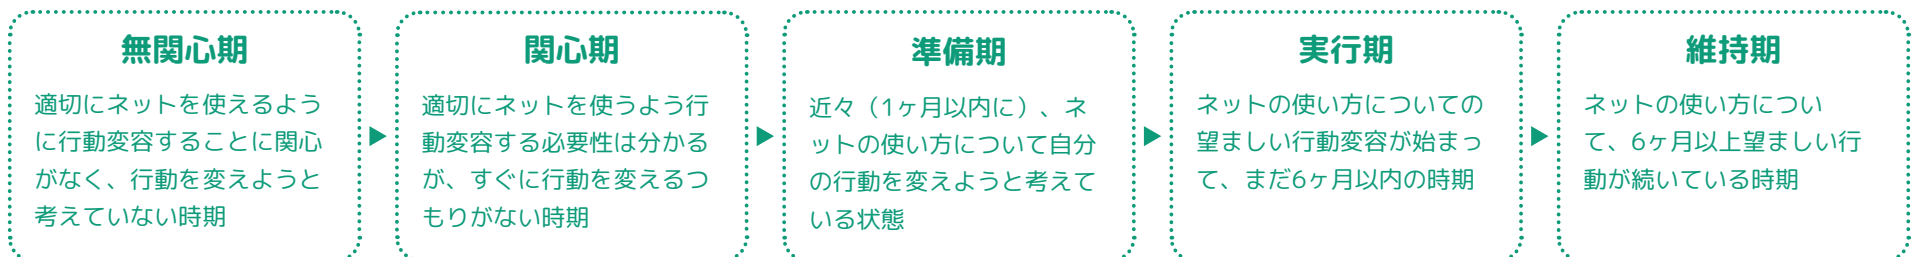 無関心期
適切にネットを使えるよう
に行動変容することに関心
がなく、行動を変えようと
考えていない時期
関心期
適切にネットを使うよう行
動変容する必要性は分かる
が、すぐに行動を変えるつ
もりがない時期
準備期
近々（1ヶ月以内に）、ネ
ットの使い方について自分
の行動を変えようと考えて
いる状態
実行期
ネットの使い方についての
望ましい行動変容が始まっ
て、まだ6ヶ月以内の時期
維持期
ネットの使い方につい
て、6ヶ月以上望ましい行
動が続いている時期